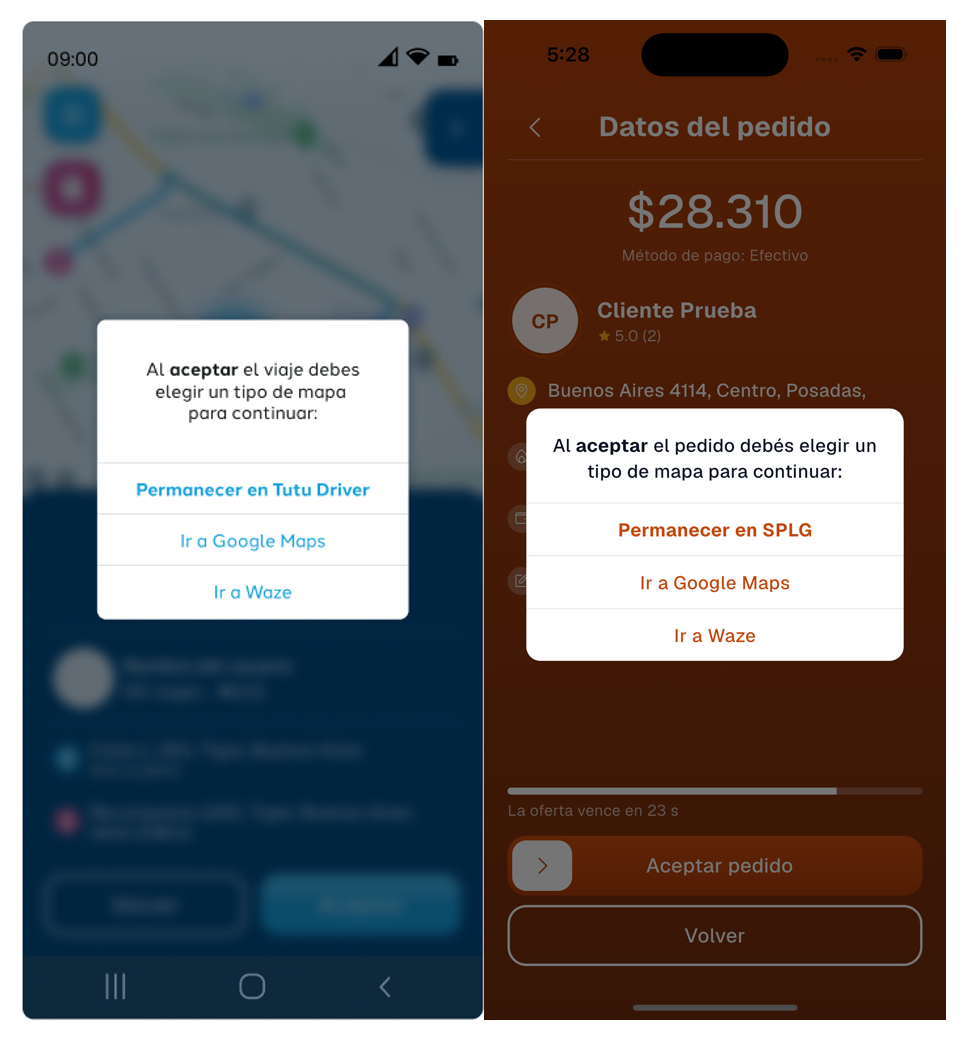 09:00
Al aceptar el viaje debes
elegir un tipo de mapa
para continuar:
Permanecer en Tutu Driver
Ir a Google Maps
Ir a Waze
5:28
Datos del pedido
$28.310
Método de pago: Efectivo
CP
Cliente Prueba
5.0 (2)
Buenos Aires 4114, Centro, Posadas,
Al aceptar el pedido debés elegir un
tipo de mapa para continuar:
Permanecer en SPLG
Ir a Google Maps
Ir a Waze
La oferta vence en 23 s
Aceptar pedido
Volver